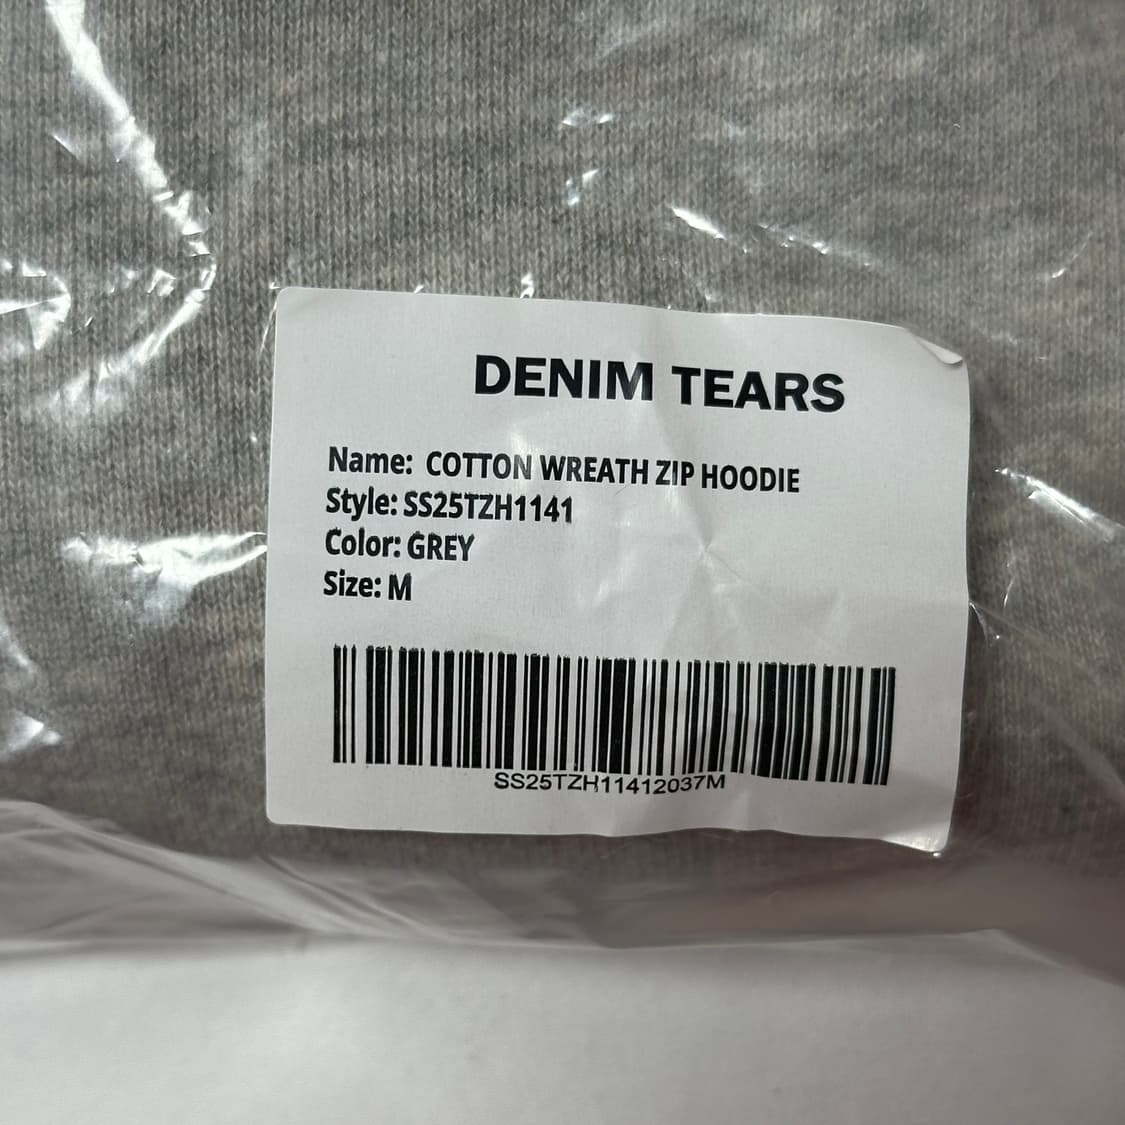 DENIM TEARS
Name: COTTON WREATH ZIP HOODIE
Style: SS25TZH1141
Color: GREY
Size: M
SS25TZH11412037M